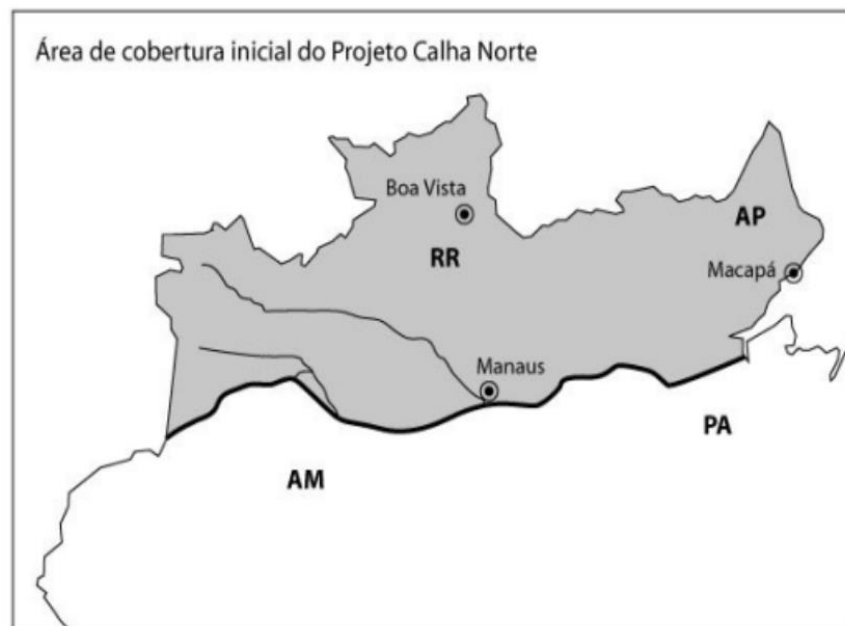 Área de cobertura inicial do Projeto Calha Norte
Boa Vista
RR
AP
Macapá
Manaus
PA
AM